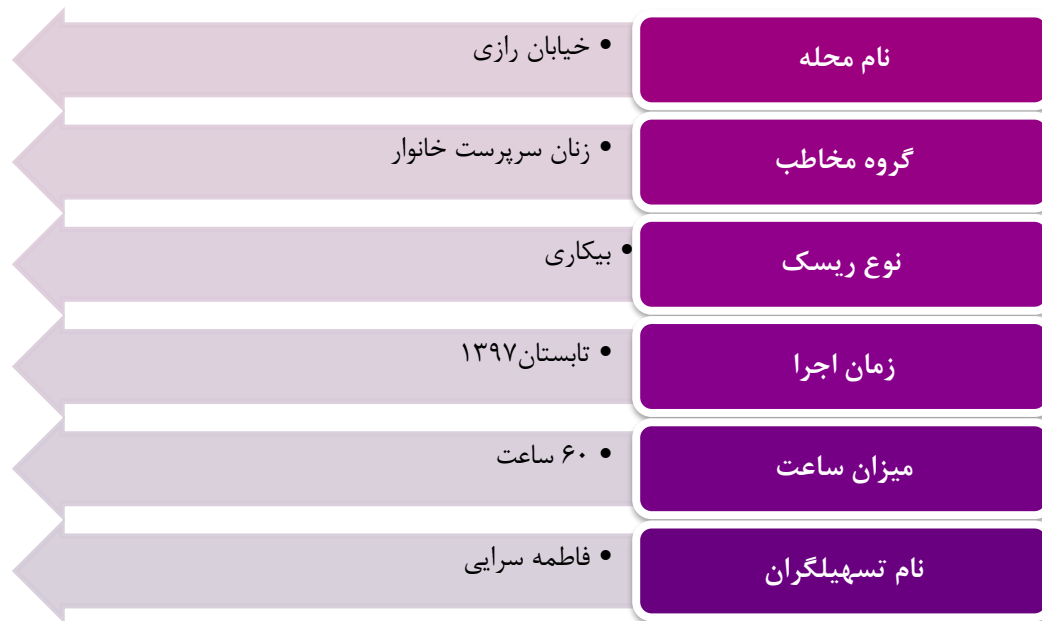 نام محله
• خیابان رازی
گروه مخاطب
• زنان سرپرست خانوار
نوع ریسک
• بیکاری
زمان اجرا
• تابستان۱۳۹۷
میزان ساعت
• ۶۰ ساعت
نام تسهیلگران
• فاطمه سرایی